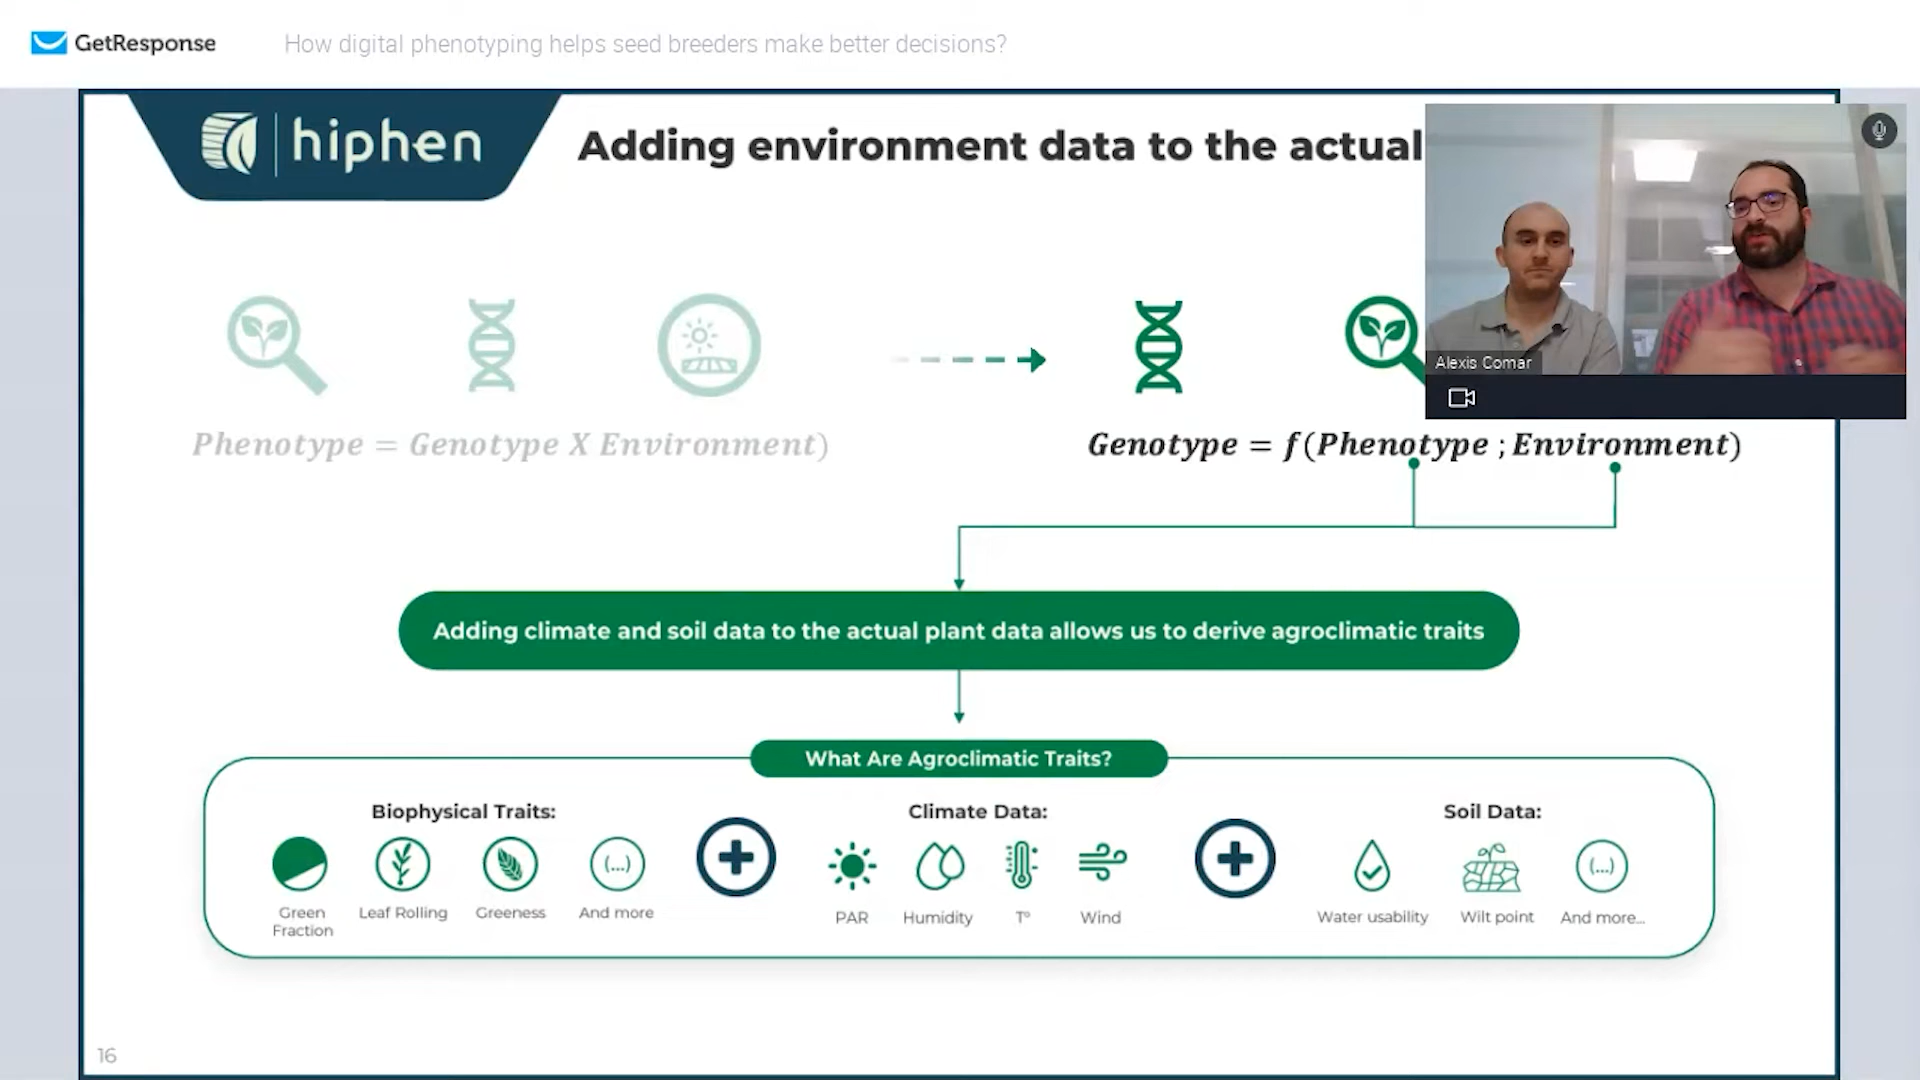 GetResponse
How digital phenotyping helps seed breeders make better decisions?
hiphen
Adding environment data to the actual
Alexis Comar
Phenotype = Genotype X Environment)
Genotype = f(Phenotype ; Environment)
Adding climate and soil data to the actual plant data allows us to derive agroclimatic traits
What Are Agroclimatic Traits?
Biophysical Traits:
Climate Data:
Soil Data:
(...)
(...)
Green
Fraction
Leaf Rolling
Greeness
And more
PAR
Humidity
T°
Wind
Water usability
Wilt point
And more...
16